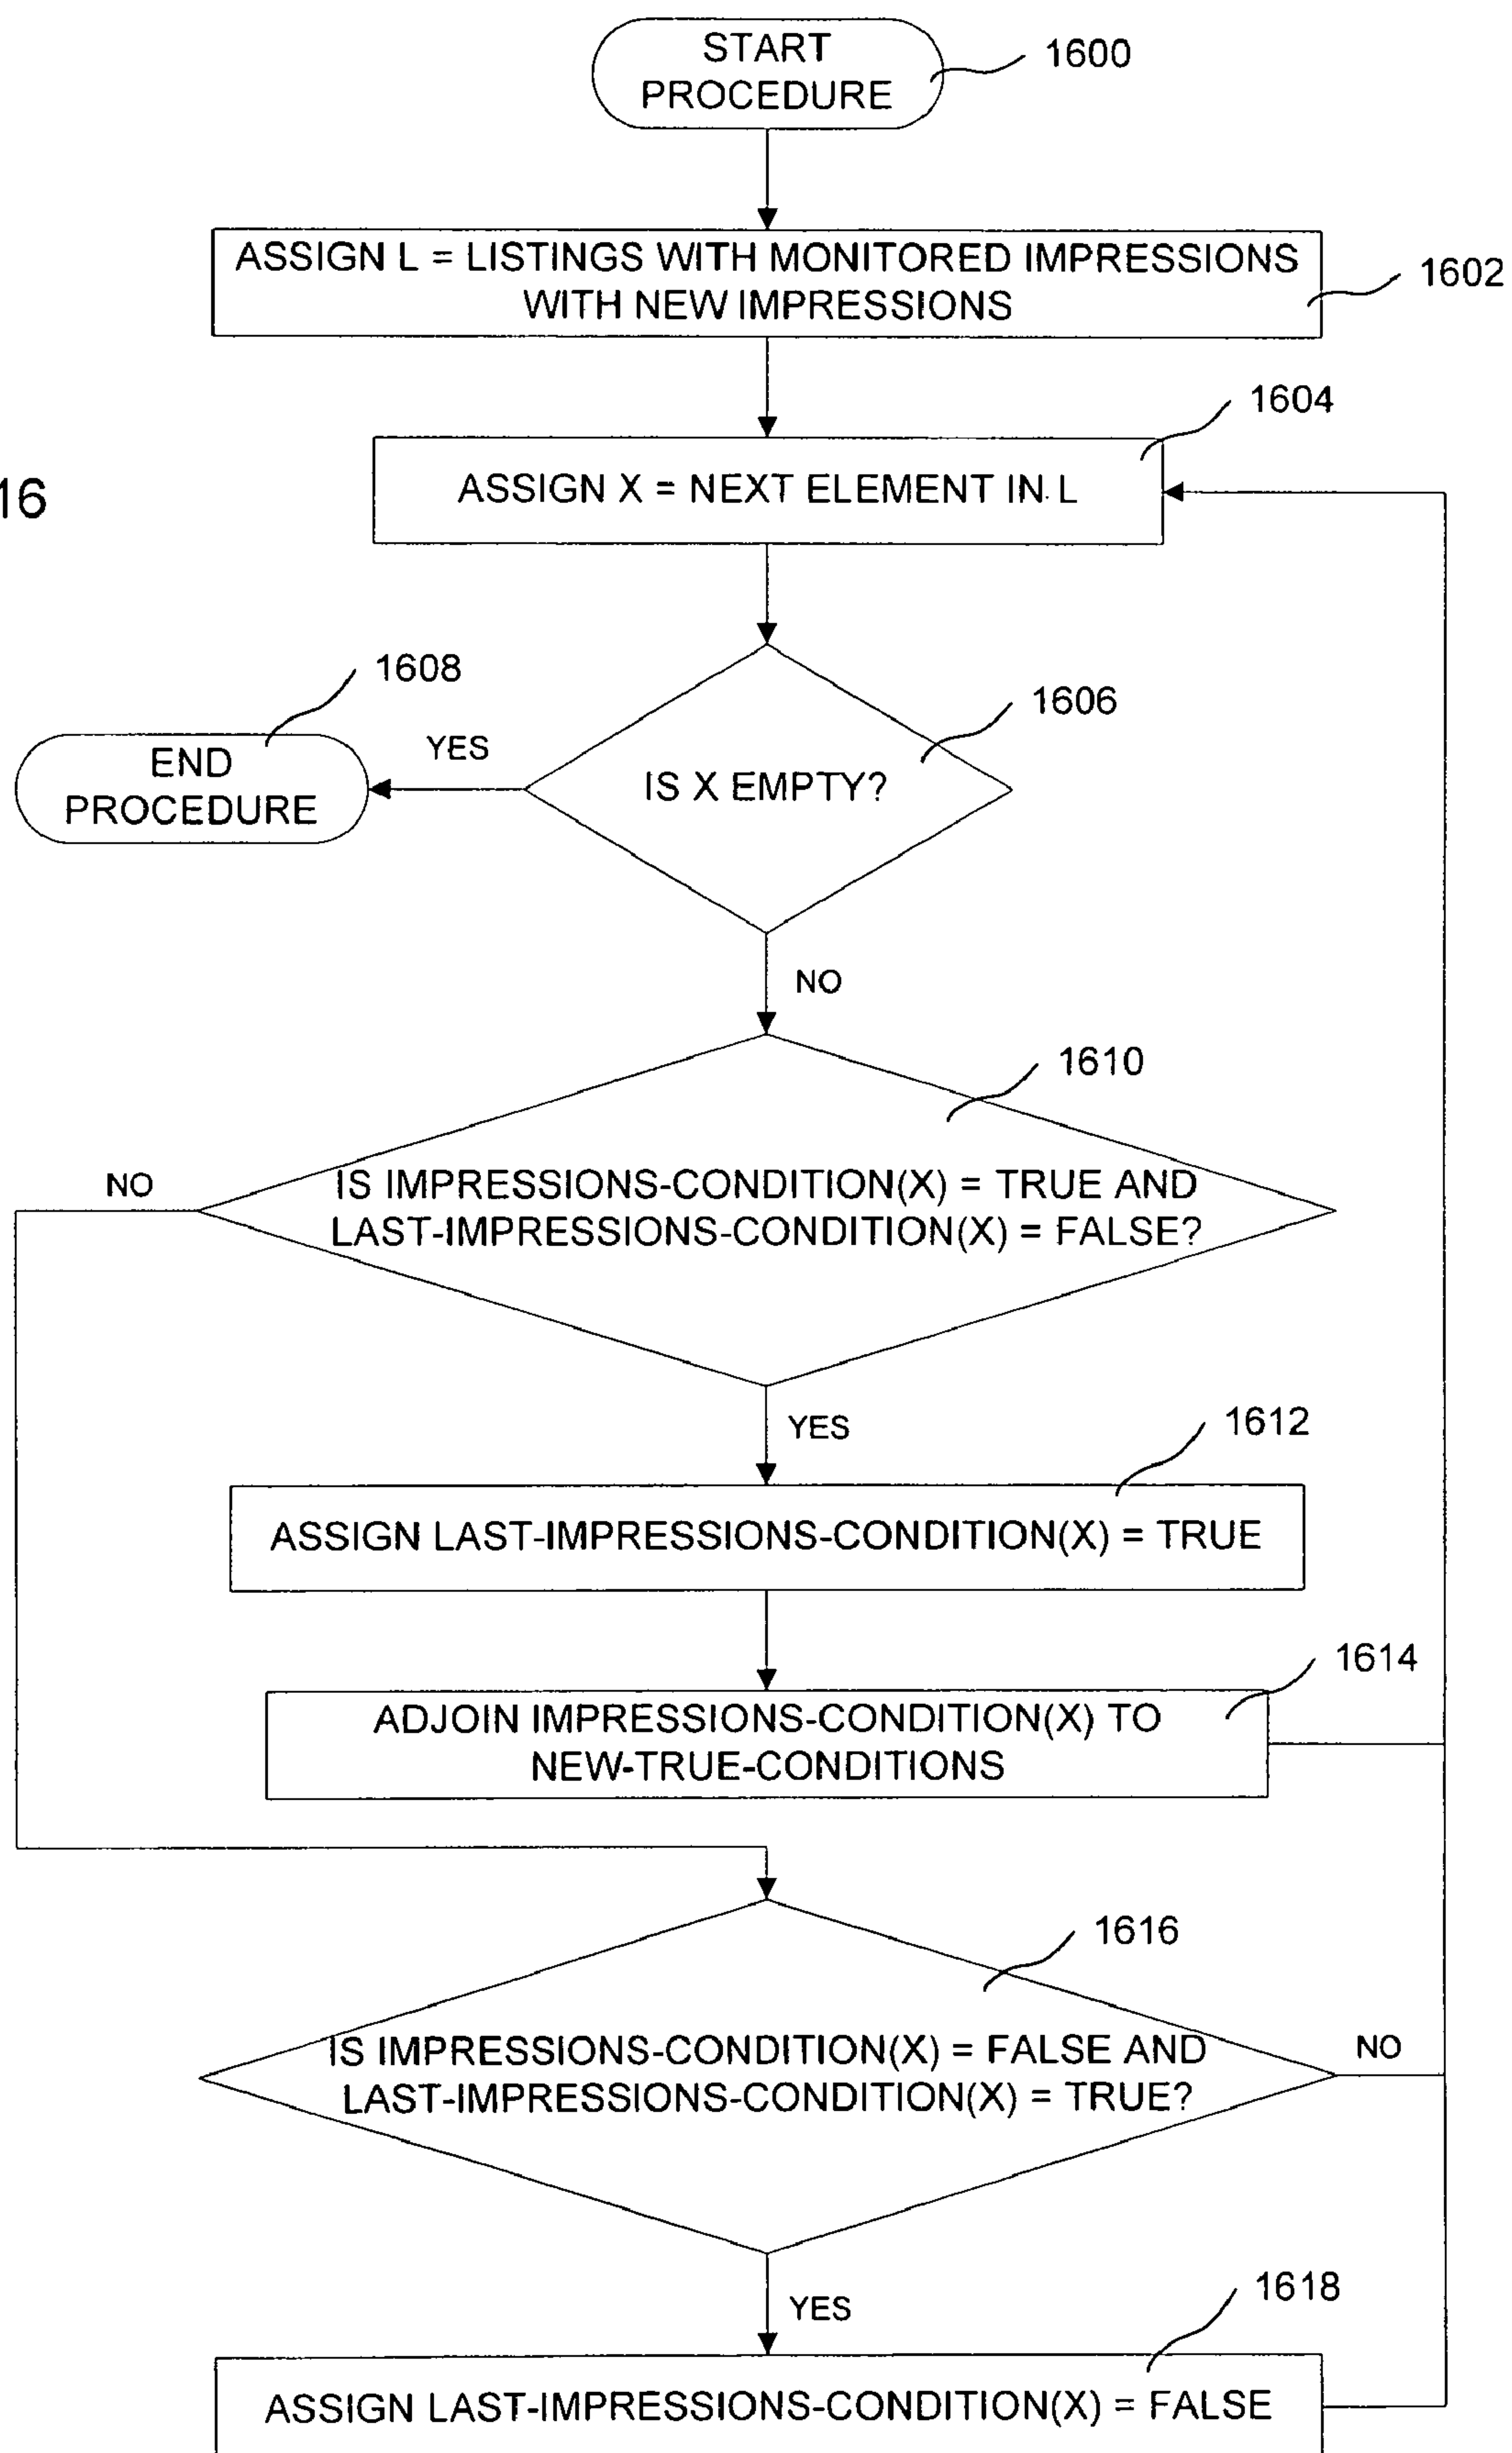 START
PROCEDURE
1600
ASSIGN L = LISTINGS WITH MONITORED IMPRESSIONS
WITH NEW IMPRESSIONS
1602
1604
16
ASSIGN X = NEXT ELEMENT IN L
1608
1606
YES
END
PROCEDURE
IS X EMPTY?
NO
1610
NO
IS IMPRESSIONS-CONDITION(X) = TRUE AND
LAST-IMPRESSIONS-CONDITION(X) = FALSE?
YES
1612
ASSIGN LAST-IMPRESSIONS-CONDITION(X) = TRUE
1614
ADJOIN IMPRESSIONS-CONDITION(X) TO
NEW-TRUE-CONDITIONS
1616
IS IMPRESSIONS-CONDITION(X) = FALSE AND
LAST-IMPRESSIONS-CONDITION(X) = TRUE?
NO
YES
1618
ASSIGN LAST-IMPRESSIONS-CONDITION(X) = FALSE